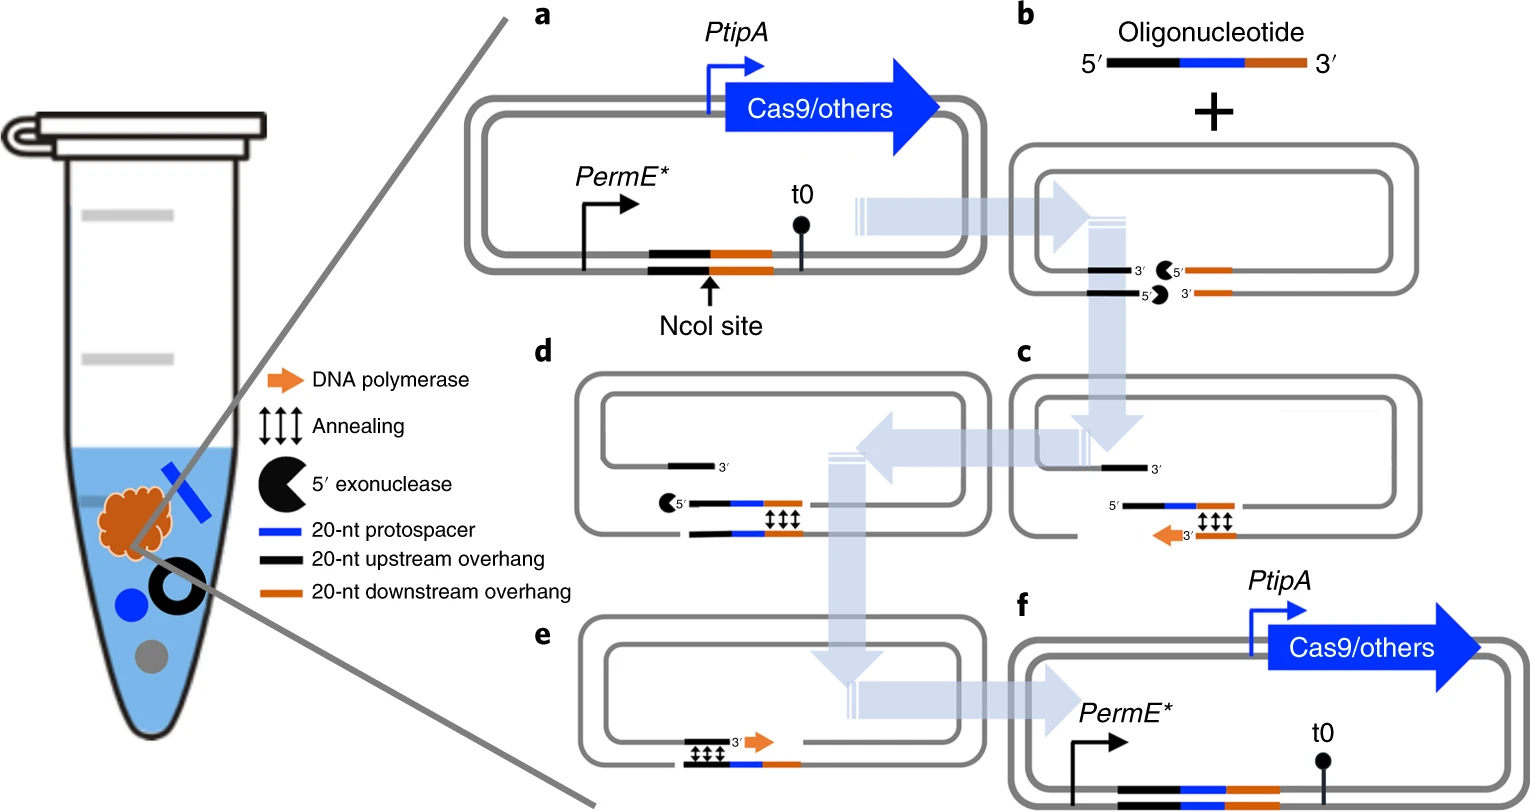 a
PtipA
Cas9/others
PermE*
t0
NcoI site
b
Oligonucleotide
5′ 3′
+
3′ 5′
5′ 3′
DNA polymerase
Annealing
5′ exonuclease
20-nt protospacer
20-nt upstream overhang
20-nt downstream overhang
d
3′
5′
c
3′
5′
3′
e
3′
f
PtipA
Cas9/others
PermE*
t0